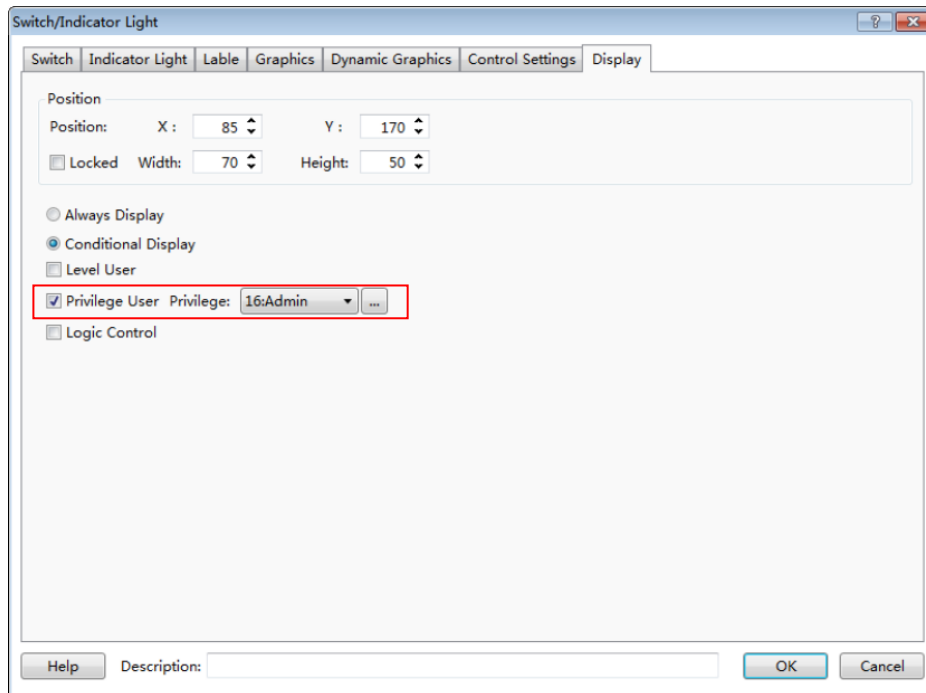 Switch/Indicator Light
Switch Indicator Light Lable Graphics Dynamic Graphics Control Settings Display
Position
Position: X : 85 Y : 170
Locked Width: 70 Height: 50
Always Display
Conditional Display
Level User
Privilege User Privilege: 16:Admin ...
Logic Control
Help Description: OK Cancel